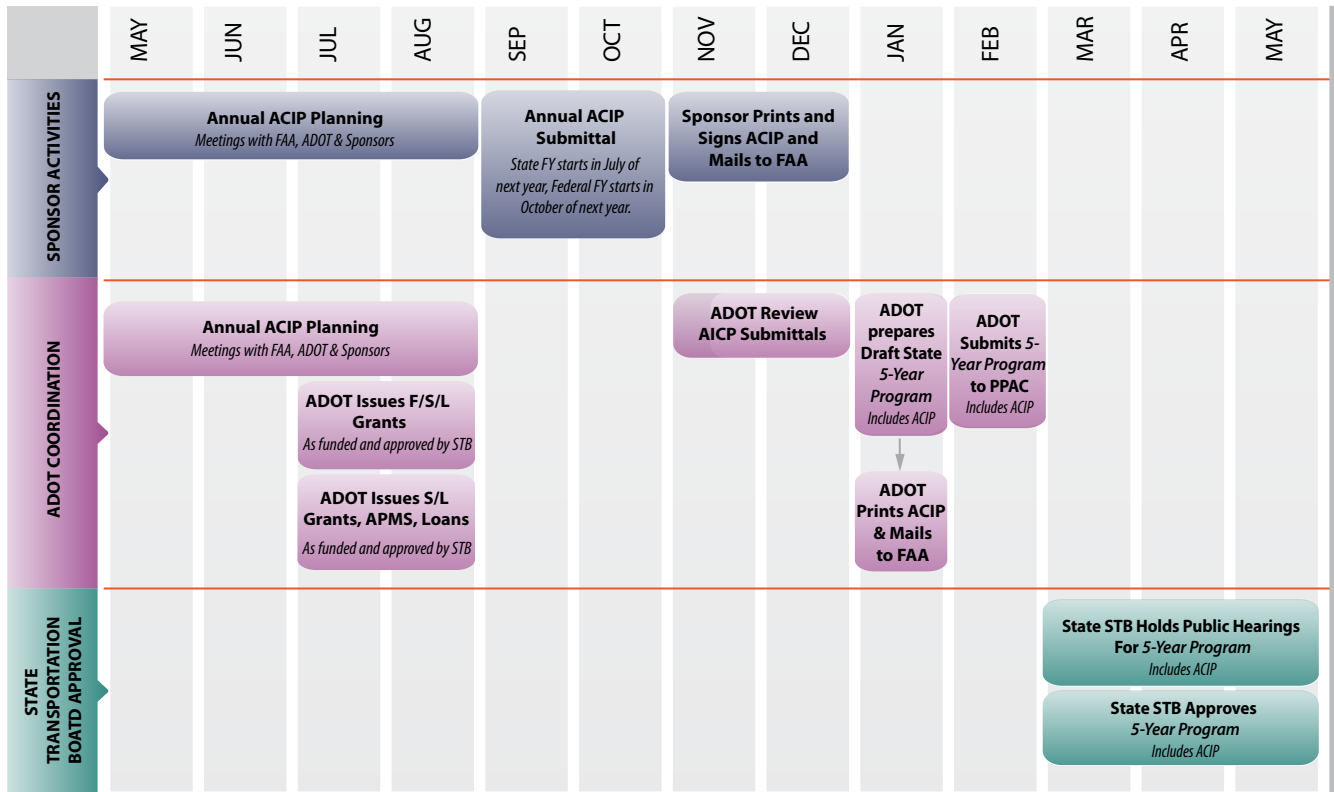 MAY
JUN
JUL
AUG
SEP
OCT
NOV
DEC
JAN
FEB
MAR
APR
MAY
SPONSOR ACTIVITIES
Annual ACIP Planning
Meetings with FAA, ADOT & Sponsors
Annual ACIP
Submittal
State FY starts in July of
next year, Federal FY starts in
October of next year.
Sponsor Prints and
Signs ACIP and
Mails to FAA
ADOT COORDINATION
Annual ACIP Planning
Meetings with FAA, ADOT & Sponsors
ADOT Issues F/S/L
Grants
As funded and approved by STB
ADOT Issues S/L
Grants, APMS, Loans
As funded and approved by STB
ADOT Review
AICP Submittals
ADOT
prepares
Draft State
5-Year
Program
Includes ACIP
ADOT
Prints ACIP
& Mails
to FAA
ADOT
Submits 5-
Year Program
to PPAC
Includes ACIP
STATE
TRANSPORTATION
BOATD APPROVAL
State STB Holds Public Hearings
For 5-Year Program
Includes ACIP
State STB Approves
5-Year Program
Includes ACIP